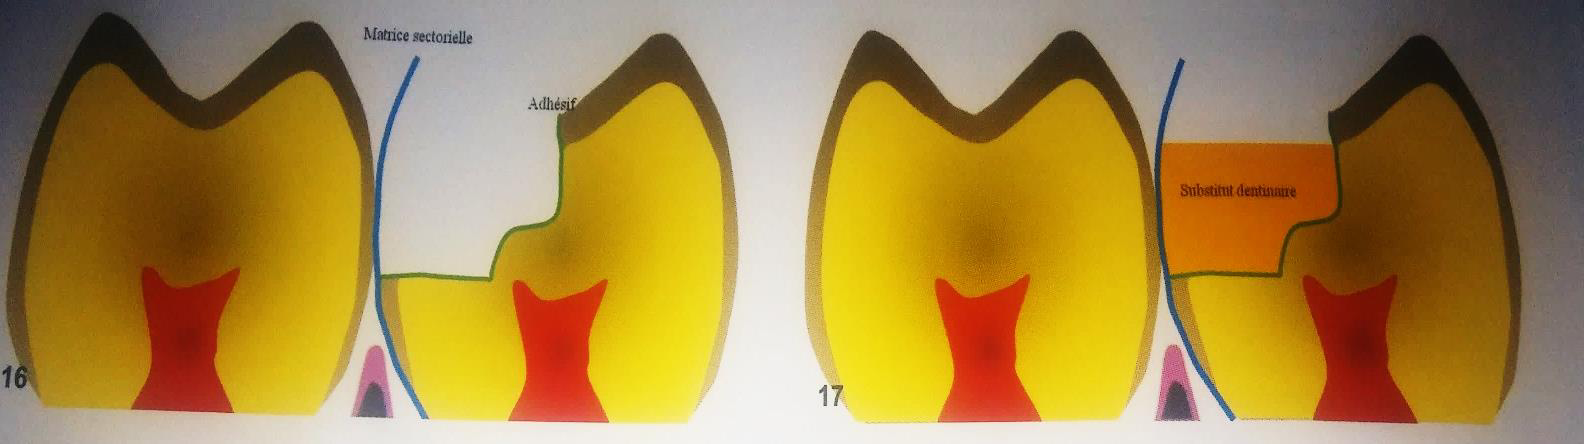 Matrice sectorielle
Adhésif
16
Substitut dentinaire
17